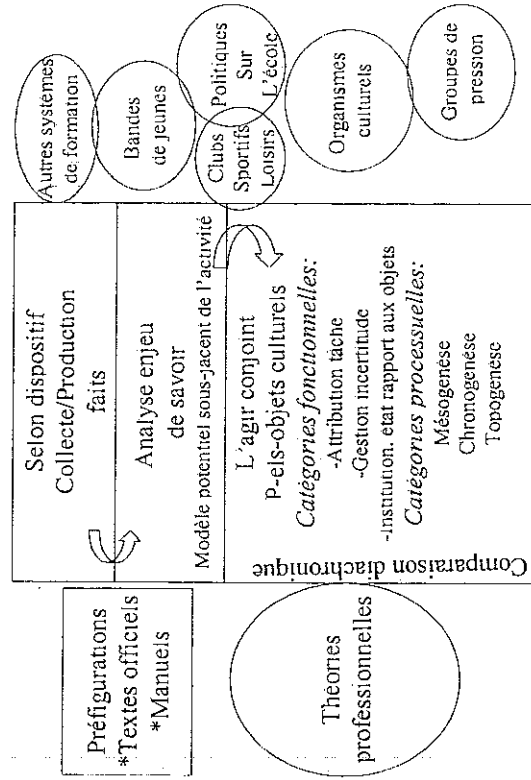 Préfigurations
*Textes officiels
*Manuels
Théories
professionnelles
Selon dispositif
Collecte/Production
faits
Analyse enjeu
de savoir
Modèle potentiel sous-jacent de l'activité
L'agir conjoint
P-els-objets culturels
Catégories fonctionnelles:
-Attribution tâche
-Gestion incertitude
-Institution. état rapport aux objets
Catégories processuelles:
Mésogenèse
Chronogenèse
Topogenèse
Comparaison diachronique
Autres systèmes
de formation
Bandes
de jeunes
Clubs
Sportifs
Loisirs
Politiques
Sur
L'école
Organismes
culturels
Groupes de
pression